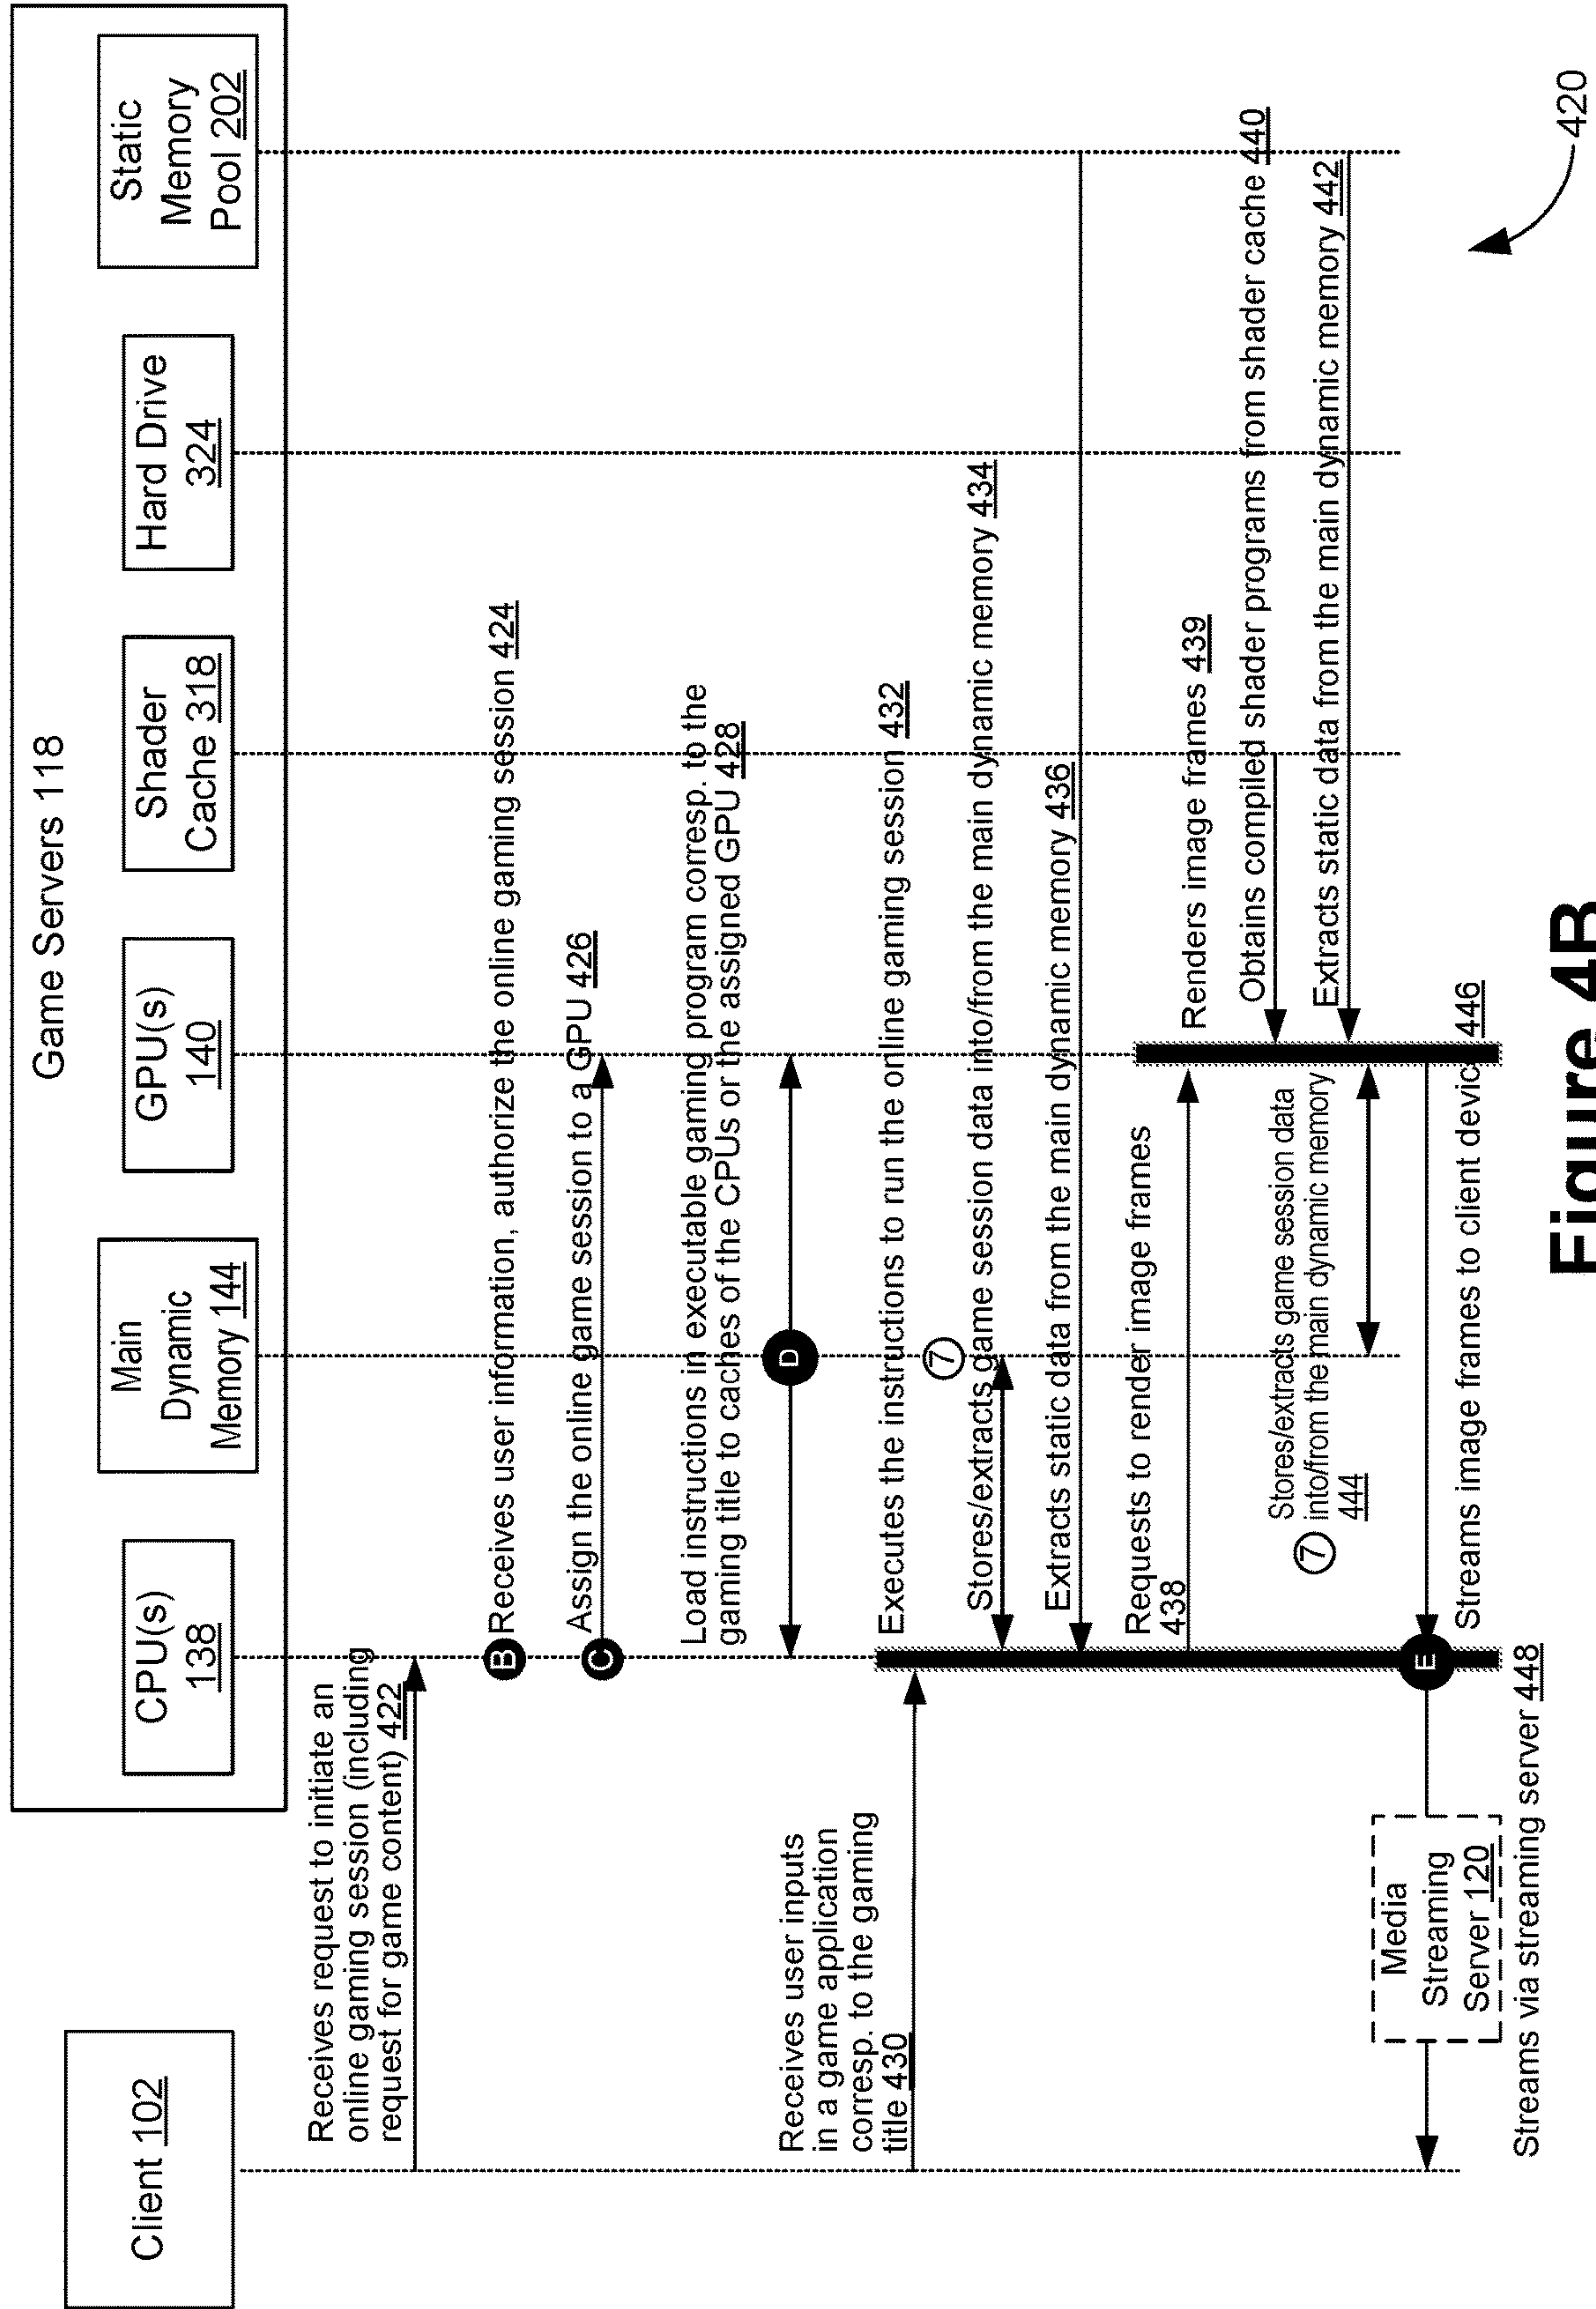 Game Servers 118
Client 102
CPU(s)
138
Main
Dynamic
Memory 144
GPU(s)
140
Shader
Cache 318
Hard Drive
324
Static
Memory
Pool 202
Receives request to initiate an
online gaming session (including
request for game content) 422
B
Receives user information, authorize the online gaming session 424
C
Assign the online game session to a GPU 426
Load instructions in executable gaming program corresp. to the
gaming title to caches of the CPUs or the assigned GPU 428
D
Receives user inputs
in a game application
corresp. to the gaming
title 430
Executes the instructions to run the online gaming session 432
7
Stores/extracts game session data into/from the main dynamic memory 434
Extracts static data from the main dynamic memory 436
Requests to render image frames
438
Renders image frames 439
Obtains compiled shader programs from shader cache 440
Extracts static data from the main dynamic memory 442
Stores/extracts game session data
7 into/from the main dynamic memory
444
E
Streams image frames to client devic 446
Media
Streaming
Server 120
Streams via streaming server 448
420
Figure 4B